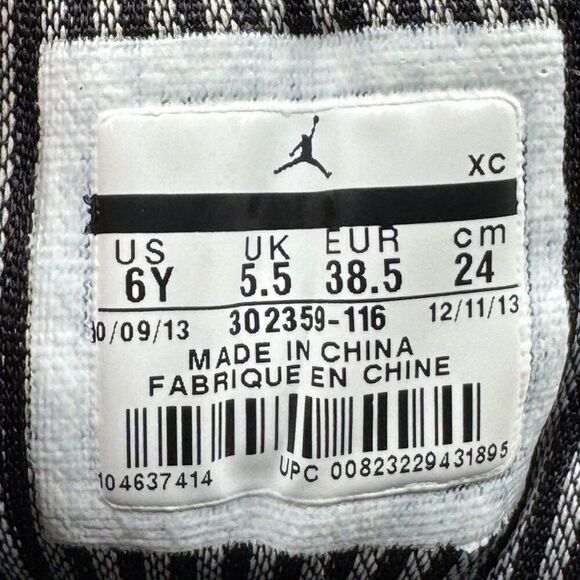 XC
US UK EUR cm
6Y 5.5 38.5 24
0/09/13 302359-116 12/11/13
MADE IN CHINA
FABRIQUE EN CHINE
104637414 UPC 00823229431895